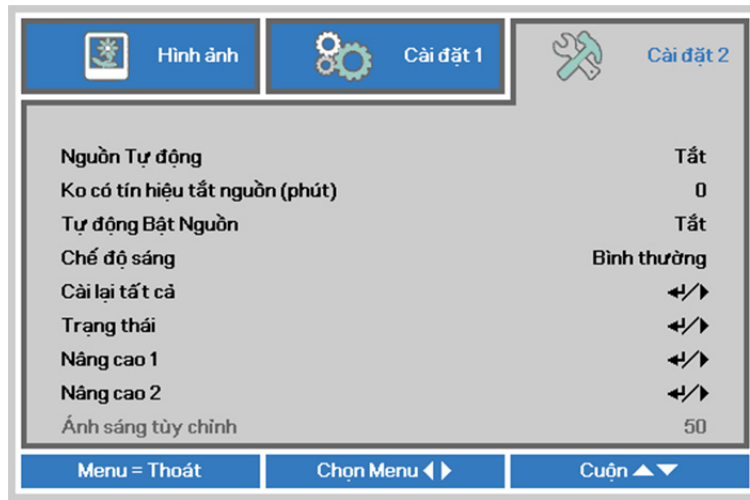 Hình ảnh
Cài đặt 1
Cài đặt 2
Nguồn Tự động Tắt
Ko có tín hiệu tắt nguồn (phút) 0
Tự động Bật Nguồn Tắt
Chế độ sáng Bình thường
Cài lại tất cả ↵/▶
Trạng thái ↵/▶
Nâng cao 1 ↵/▶
Nâng cao 2 ↵/▶
Ánh sáng tùy chỉnh 50
Menu = Thoát
Chọn Menu ◀ ▶
Cuộn ▲▼